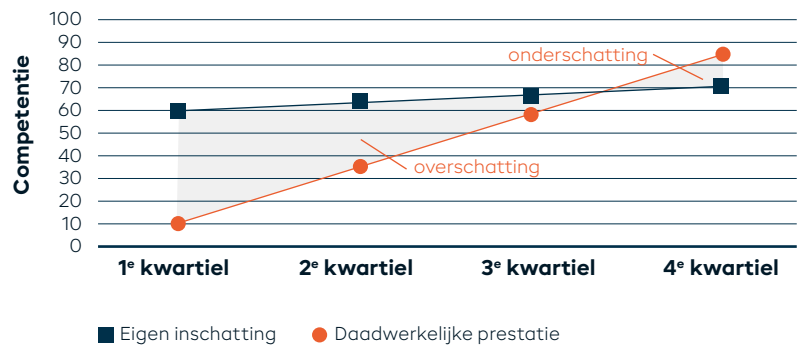 100
90
80
70
60
50
40
30
20
10
0
Competentie
onderschatting
overschatting
1e kwartiel
2e kwartiel
3e kwartiel
4e kwartiel
Eigen inschatting
Daadwerkelijke prestatie